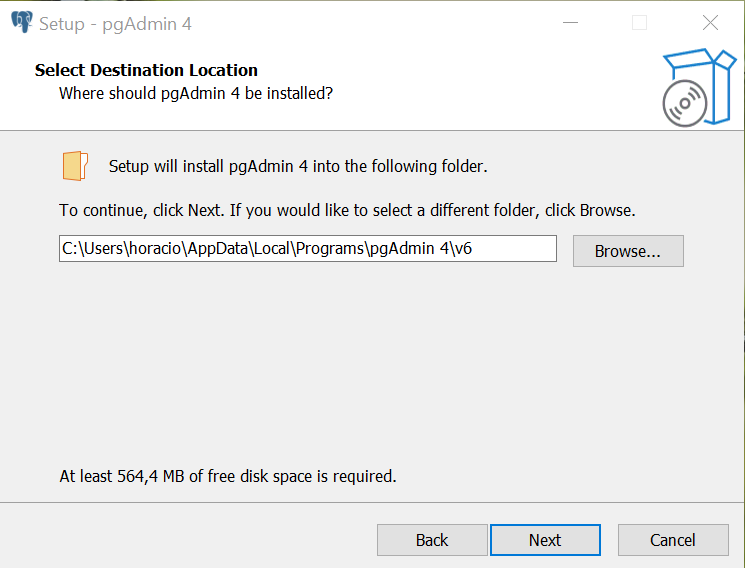 Setup - pgAdmin 4
Select Destination Location
Where should pgAdmin 4 be installed?
Setup will install pgAdmin 4 into the following folder.
To continue, click Next. If you would like to select a different folder, click Browse.
C:\Users\horacio\AppData\Local\Programs\pgAdmin 4\v6
Browse...
At least 564,4 MB of free disk space is required.
Back
Next
Cancel